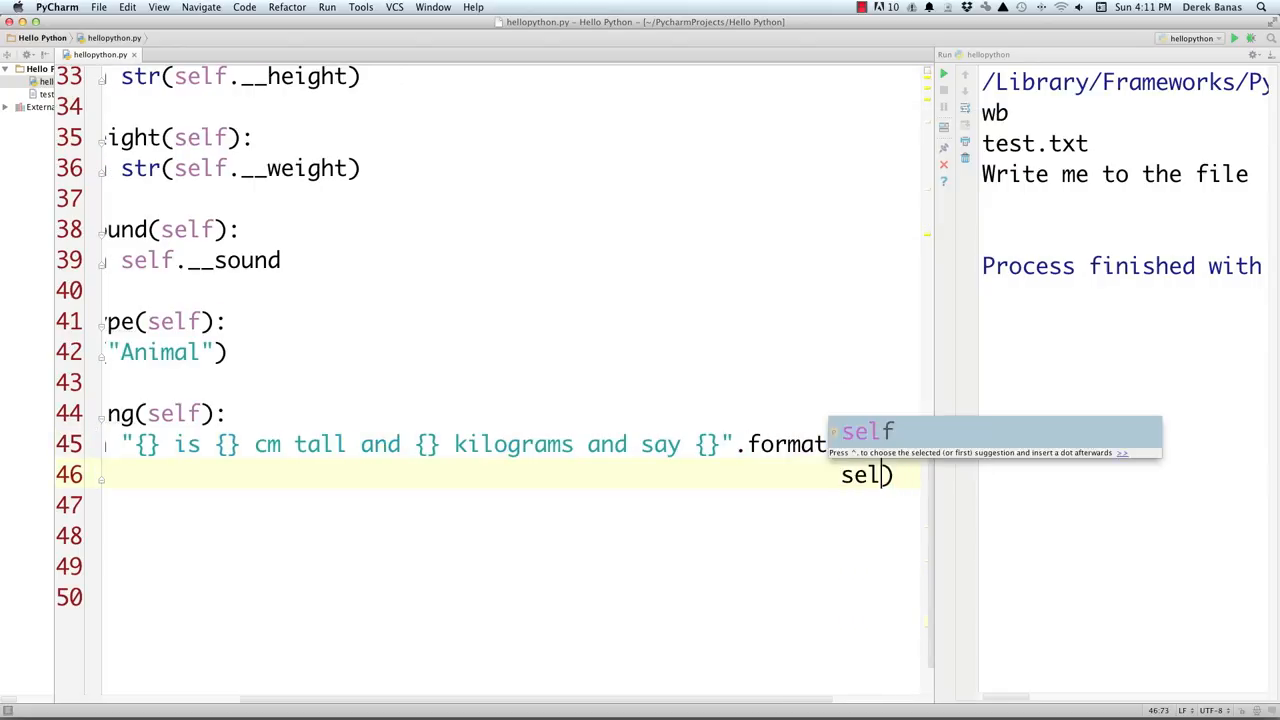 PyCharm File Edit View Navigate Code Refactor Run Tools VCS Window Help 10 Sun 4:11 PM Derek Banas
hellopython.py – Hello Python – [~/PycharmProjects/Hello Python]
Hello Python hellopython.py hellopython
hellopython.py Run hellopython
Hello P
hell
test
Extern
33 str(self.__height)
34
35 eight(self):
36 str(self.__weight)
37
38 ound(self):
39 self.__sound
40
41 ype(self):
42 ("Animal")
43
44 ng(self):
45 "{} is {} cm tall and {} kilograms and say {}".format
46 sel)
47
48
49
50
self
Press ^. to choose the selected (or first) suggestion and insert a dot afterwards >>
/Library/Frameworks/Py
wb
test.txt
Write me to the file
Process finished with
46:73 LF UTF-8